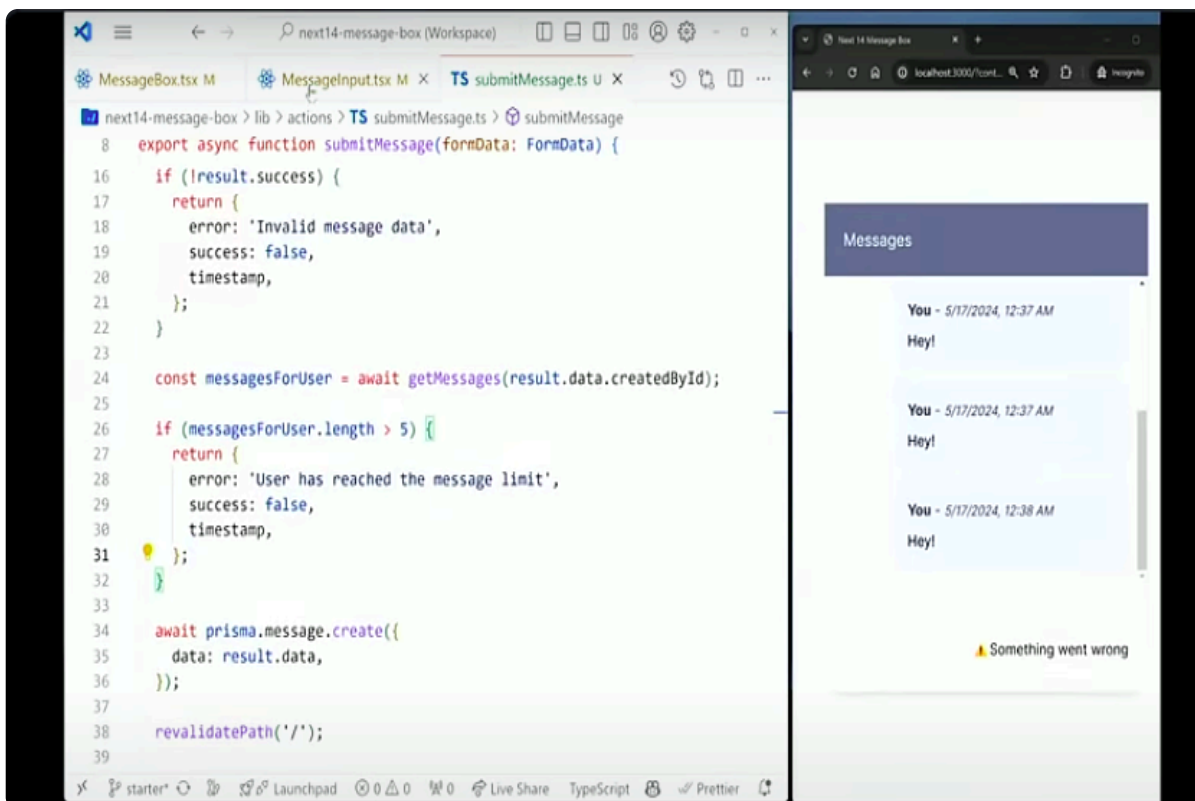 next14-message-box (Workspace)
MessageBox.tsx M
MessageInput.tsx M
TS submitMessage.ts U
next14-message-box > lib > actions > TS submitMessage.ts > submitMessage
8 export async function submitMessage(formData: FormData) {
16 if (!result.success) {
17 return {
18 error: 'Invalid message data',
19 success: false,
20 timestamp,
21 };
22 }
23
24 const messagesForUser = await getMessages(result.data.createdById);
25
26 if (messagesForUser.length > 5) {
27 return {
28 error: 'User has reached the message limit',
29 success: false,
30 timestamp,
31 };
32 }
33
34 await prisma.message.create({
35 data: result.data,
36 });
37
38 revalidatePath('/');
39
starter* Launchpad 0 0 0 Live Share TypeScript Prettier
Next 14 Message Box
localhost:3000/?cont... Incognito
Messages
You - 5/17/2024, 12:37 AM
Hey!
You - 5/17/2024, 12:37 AM
Hey!
You - 5/17/2024, 12:38 AM
Hey!
⚠️ Something went wrong